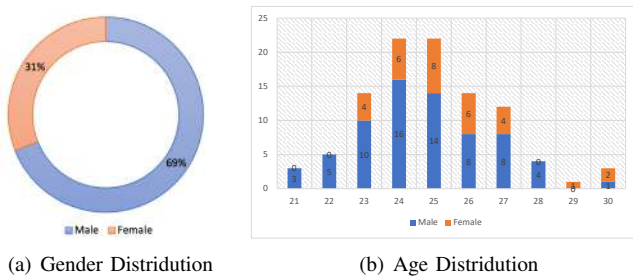 31%
69%
Male Female
(a) Gender Distridution
25
20
15
10
5
0
0 0 4 6 8 6 4 0 1 2
3 5 10 16 14 8 8 4 0 1
21 22 23 24 25 26 27 28 29 30
Male Female
(b) Age Distridution